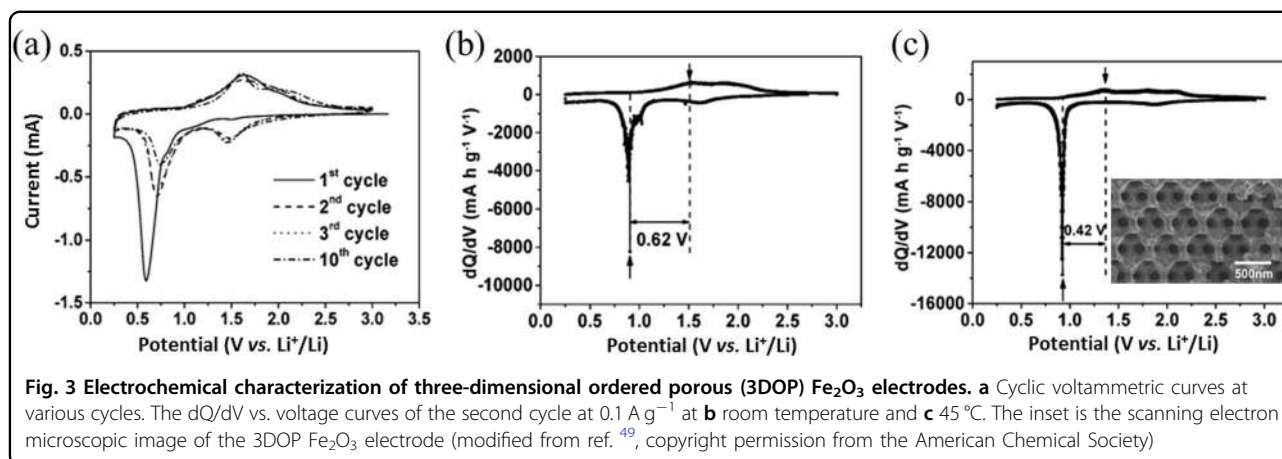 (a)
0.5
0.0
-0.5
-1.0
-1.5
Current (mA)
1st cycle
2nd cycle
3rd cycle
10th cycle
0.0 0.5 1.0 1.5 2.0 2.5 3.0 3.5
Potential (V vs. Li⁺/Li)
(b)
2000
0
-2000
-4000
-6000
-8000
-10000
dQ/dV (mA h g⁻¹ V⁻¹)
0.62 V
0.0 0.5 1.0 1.5 2.0 2.5 3.0
Potential (V vs. Li⁺/Li)
(c)
4000
0
-4000
-8000
-12000
-16000
dQ/dV (mA h g⁻¹ V⁻¹)
0.42 V
500nm
0.0 0.5 1.0 1.5 2.0 2.5 3.0
Potential (V vs. Li⁺/Li)
Fig. 3 Electrochemical characterization of three-dimensional ordered porous (3DOP) Fe₂O₃ electrodes. a Cyclic voltammetric curves at
various cycles. The dQ/dV vs. voltage curves of the second cycle at 0.1 A g⁻¹ at b room temperature and c 45 °C. The inset is the scanning electron
microscopic image of the 3DOP Fe₂O₃ electrode (modified from ref. 49, copyright permission from the American Chemical Society)